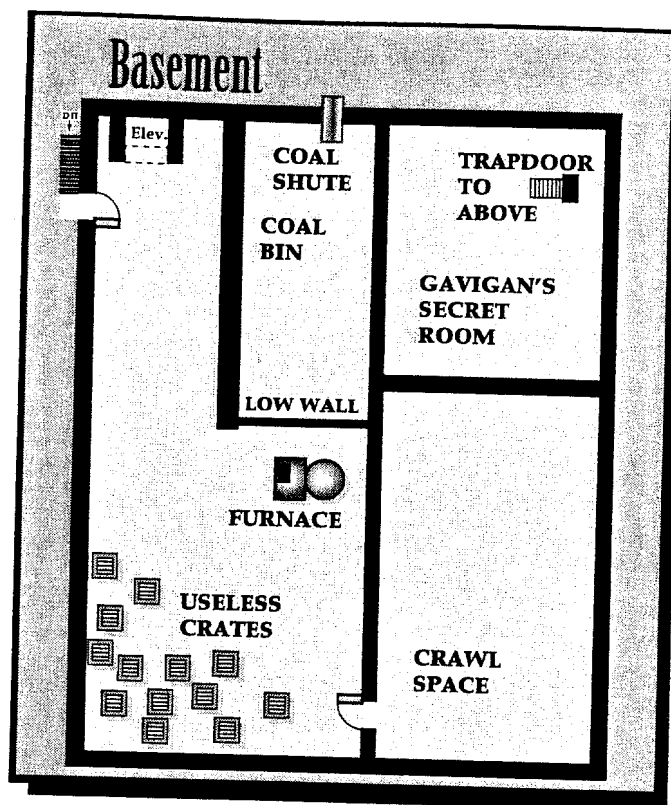 Basement
DN
Elev.
COAL
SHUTE
COAL
BIN
TRAPDOOR
TO
ABOVE
GAVIGAN'S
SECRET
ROOM
LOW WALL
FURNACE
USELESS
CRATES
CRAWL
SPACE